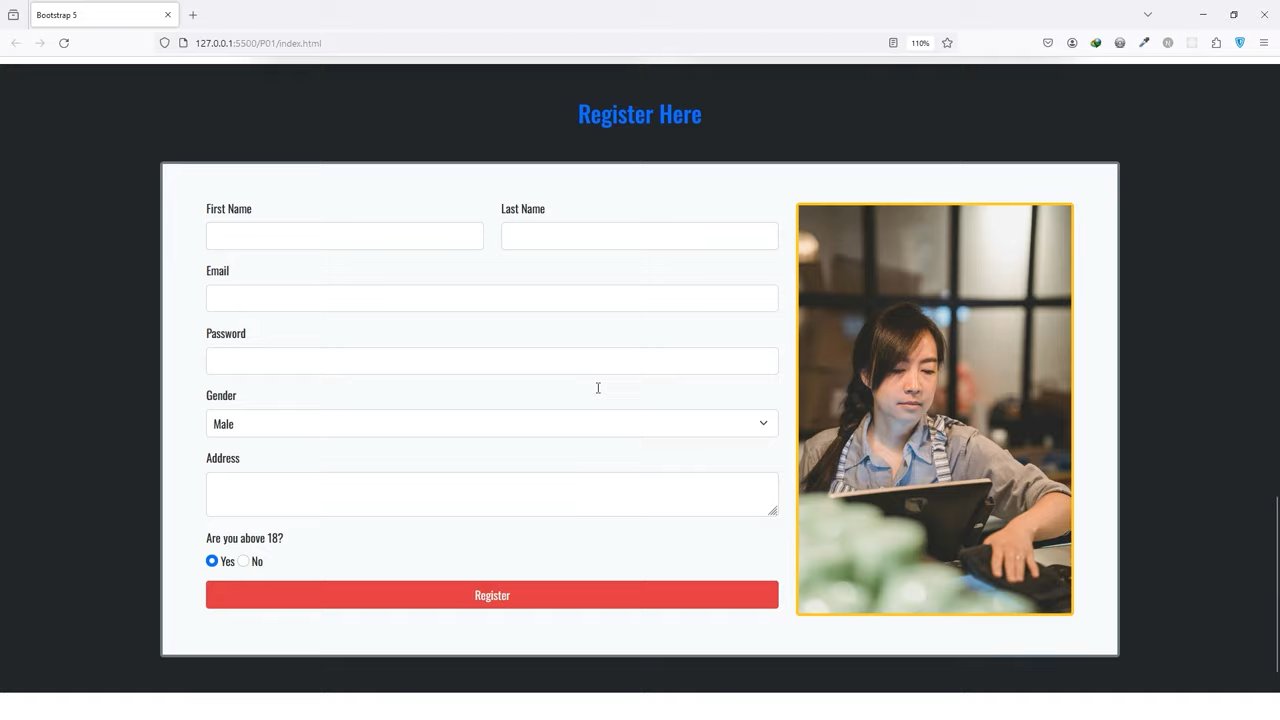 Bootstrap 5
127.0.0.1:5500/P01/index.html
110%
Register Here
First Name
Last Name
Email
Password
Gender
Male
Address
Are you above 18?
Yes No
Register